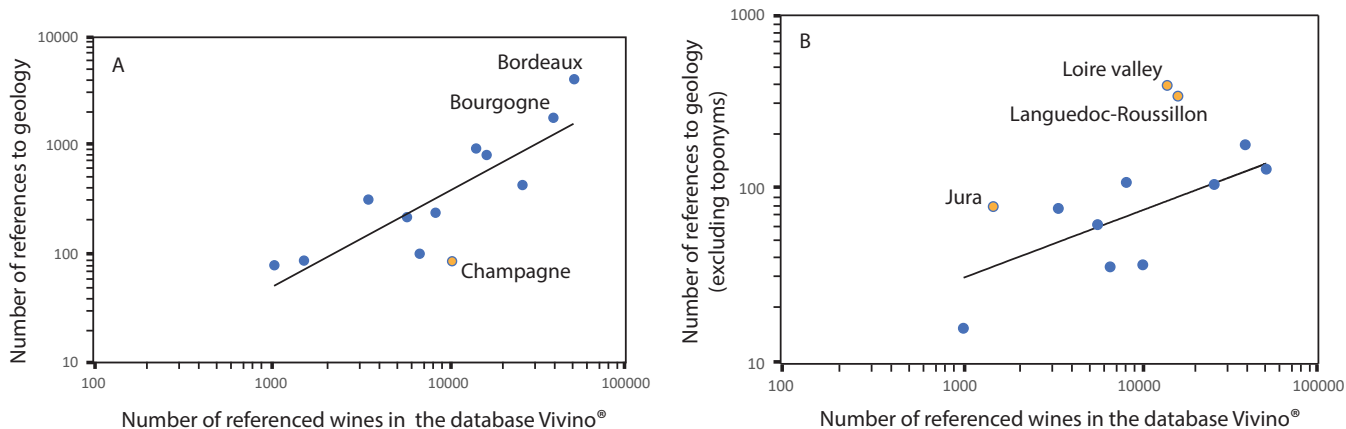 A
Number of references to geology
10000
1000
100
10
Bordeaux
Bourgogne
Champagne
100
1000
10000
100000
Number of referenced wines in the database Vivino®
B
Number of references to geology
(excluding toponyms)
1000
100
10
Loire valley
Languedoc-Roussillon
Jura
100
1000
10000
100000
Number of referenced wines in the database Vivino®